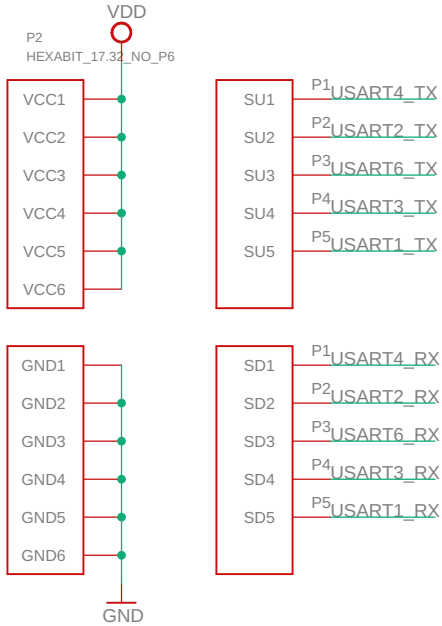 VDD
P2
HEXABIT_17.32_NO_P6
VCC1
VCC2
VCC3
VCC4
VCC5
VCC6
SU1 P1 USART4_TX
SU2 P2 USART2_TX
SU3 P3 USART6_TX
SU4 P4 USART3_TX
SU5 P5 USART1_TX
GND1
GND2
GND3
GND4
GND5
GND6
GND
SD1 P1 USART4_RX
SD2 P2 USART2_RX
SD3 P3 USART6_RX
SD4 P4 USART3_RX
SD5 P5 USART1_RX